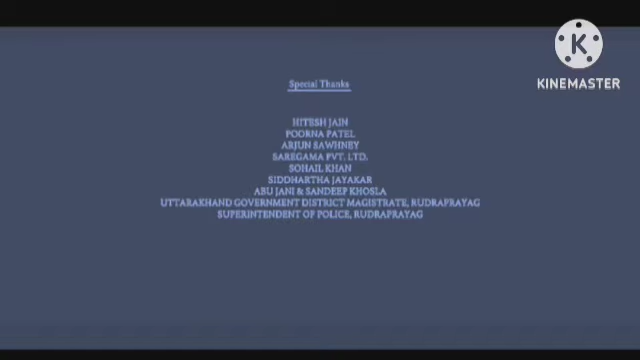 Special Thanks
HITESH JAIN
POORNA PATEL
ARJUN SAWHNEY
SAREGAMA PVT. LTD.
SOHAIL KHAN
SIDDHARTHA JAYAKAR
ABU JANI & SANDEEP KHOSLA
UTTARAKHAND GOVERNMENT DISTRICT MAGISTRATE, RUDRAPRAYAG
SUPERINTENDENT OF POLICE, RUDRAPRAYAG
K
KINEMASTER